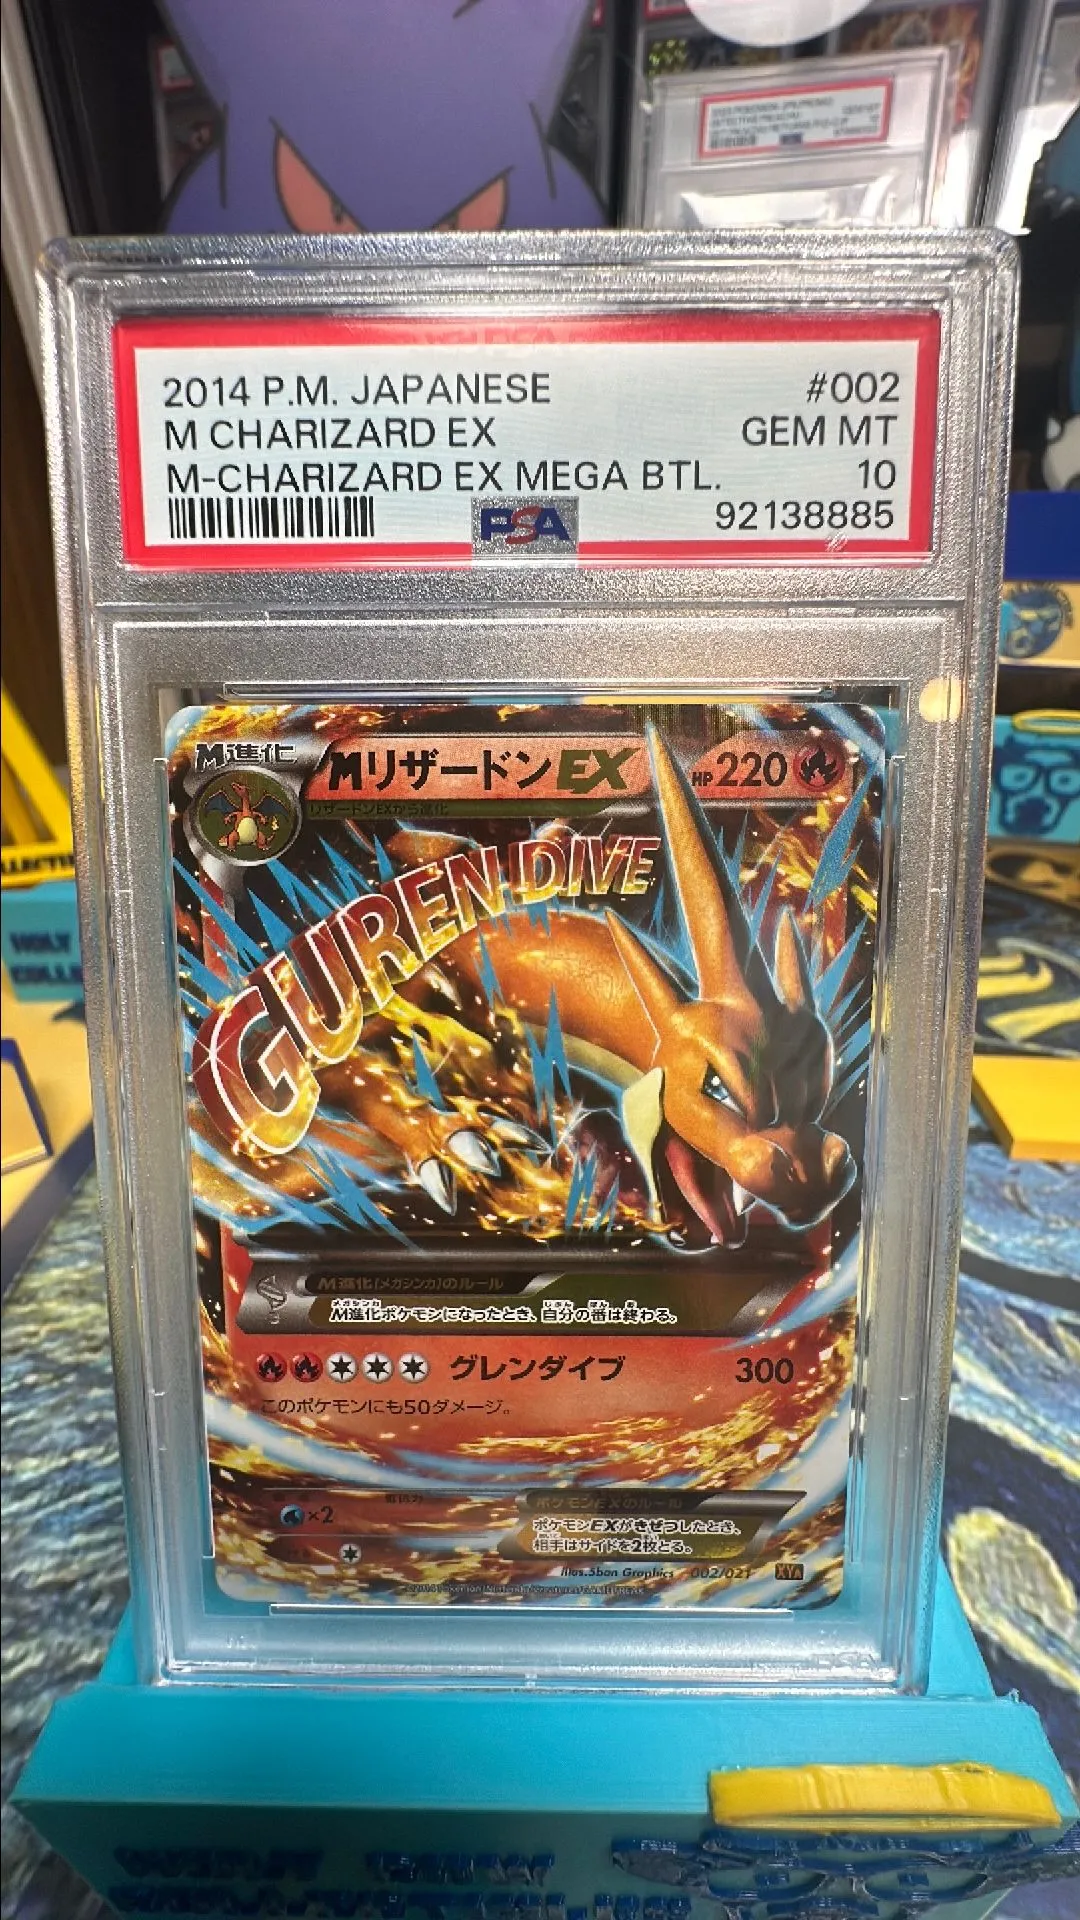 2014 P.M. JAPANESE #002
M CHARIZARD EX GEM MT
M-CHARIZARD EX MEGA BTL. 10
PSA 92138885
M進化
MリザードンEX HP220
リザードンEXから進化
GURENDIVE
M進化(メガシンカ)のルール
M進化ポケモンになったとき、自分の番は終わる。
グレンダイブ 300
このポケモンにも50ダメージ。
×2
ポケモンEXのルール
ポケモンEXがきぜつしたとき、
相手はサイドを2枚とる。
Illus.5ban Graphics 002/021 XYA